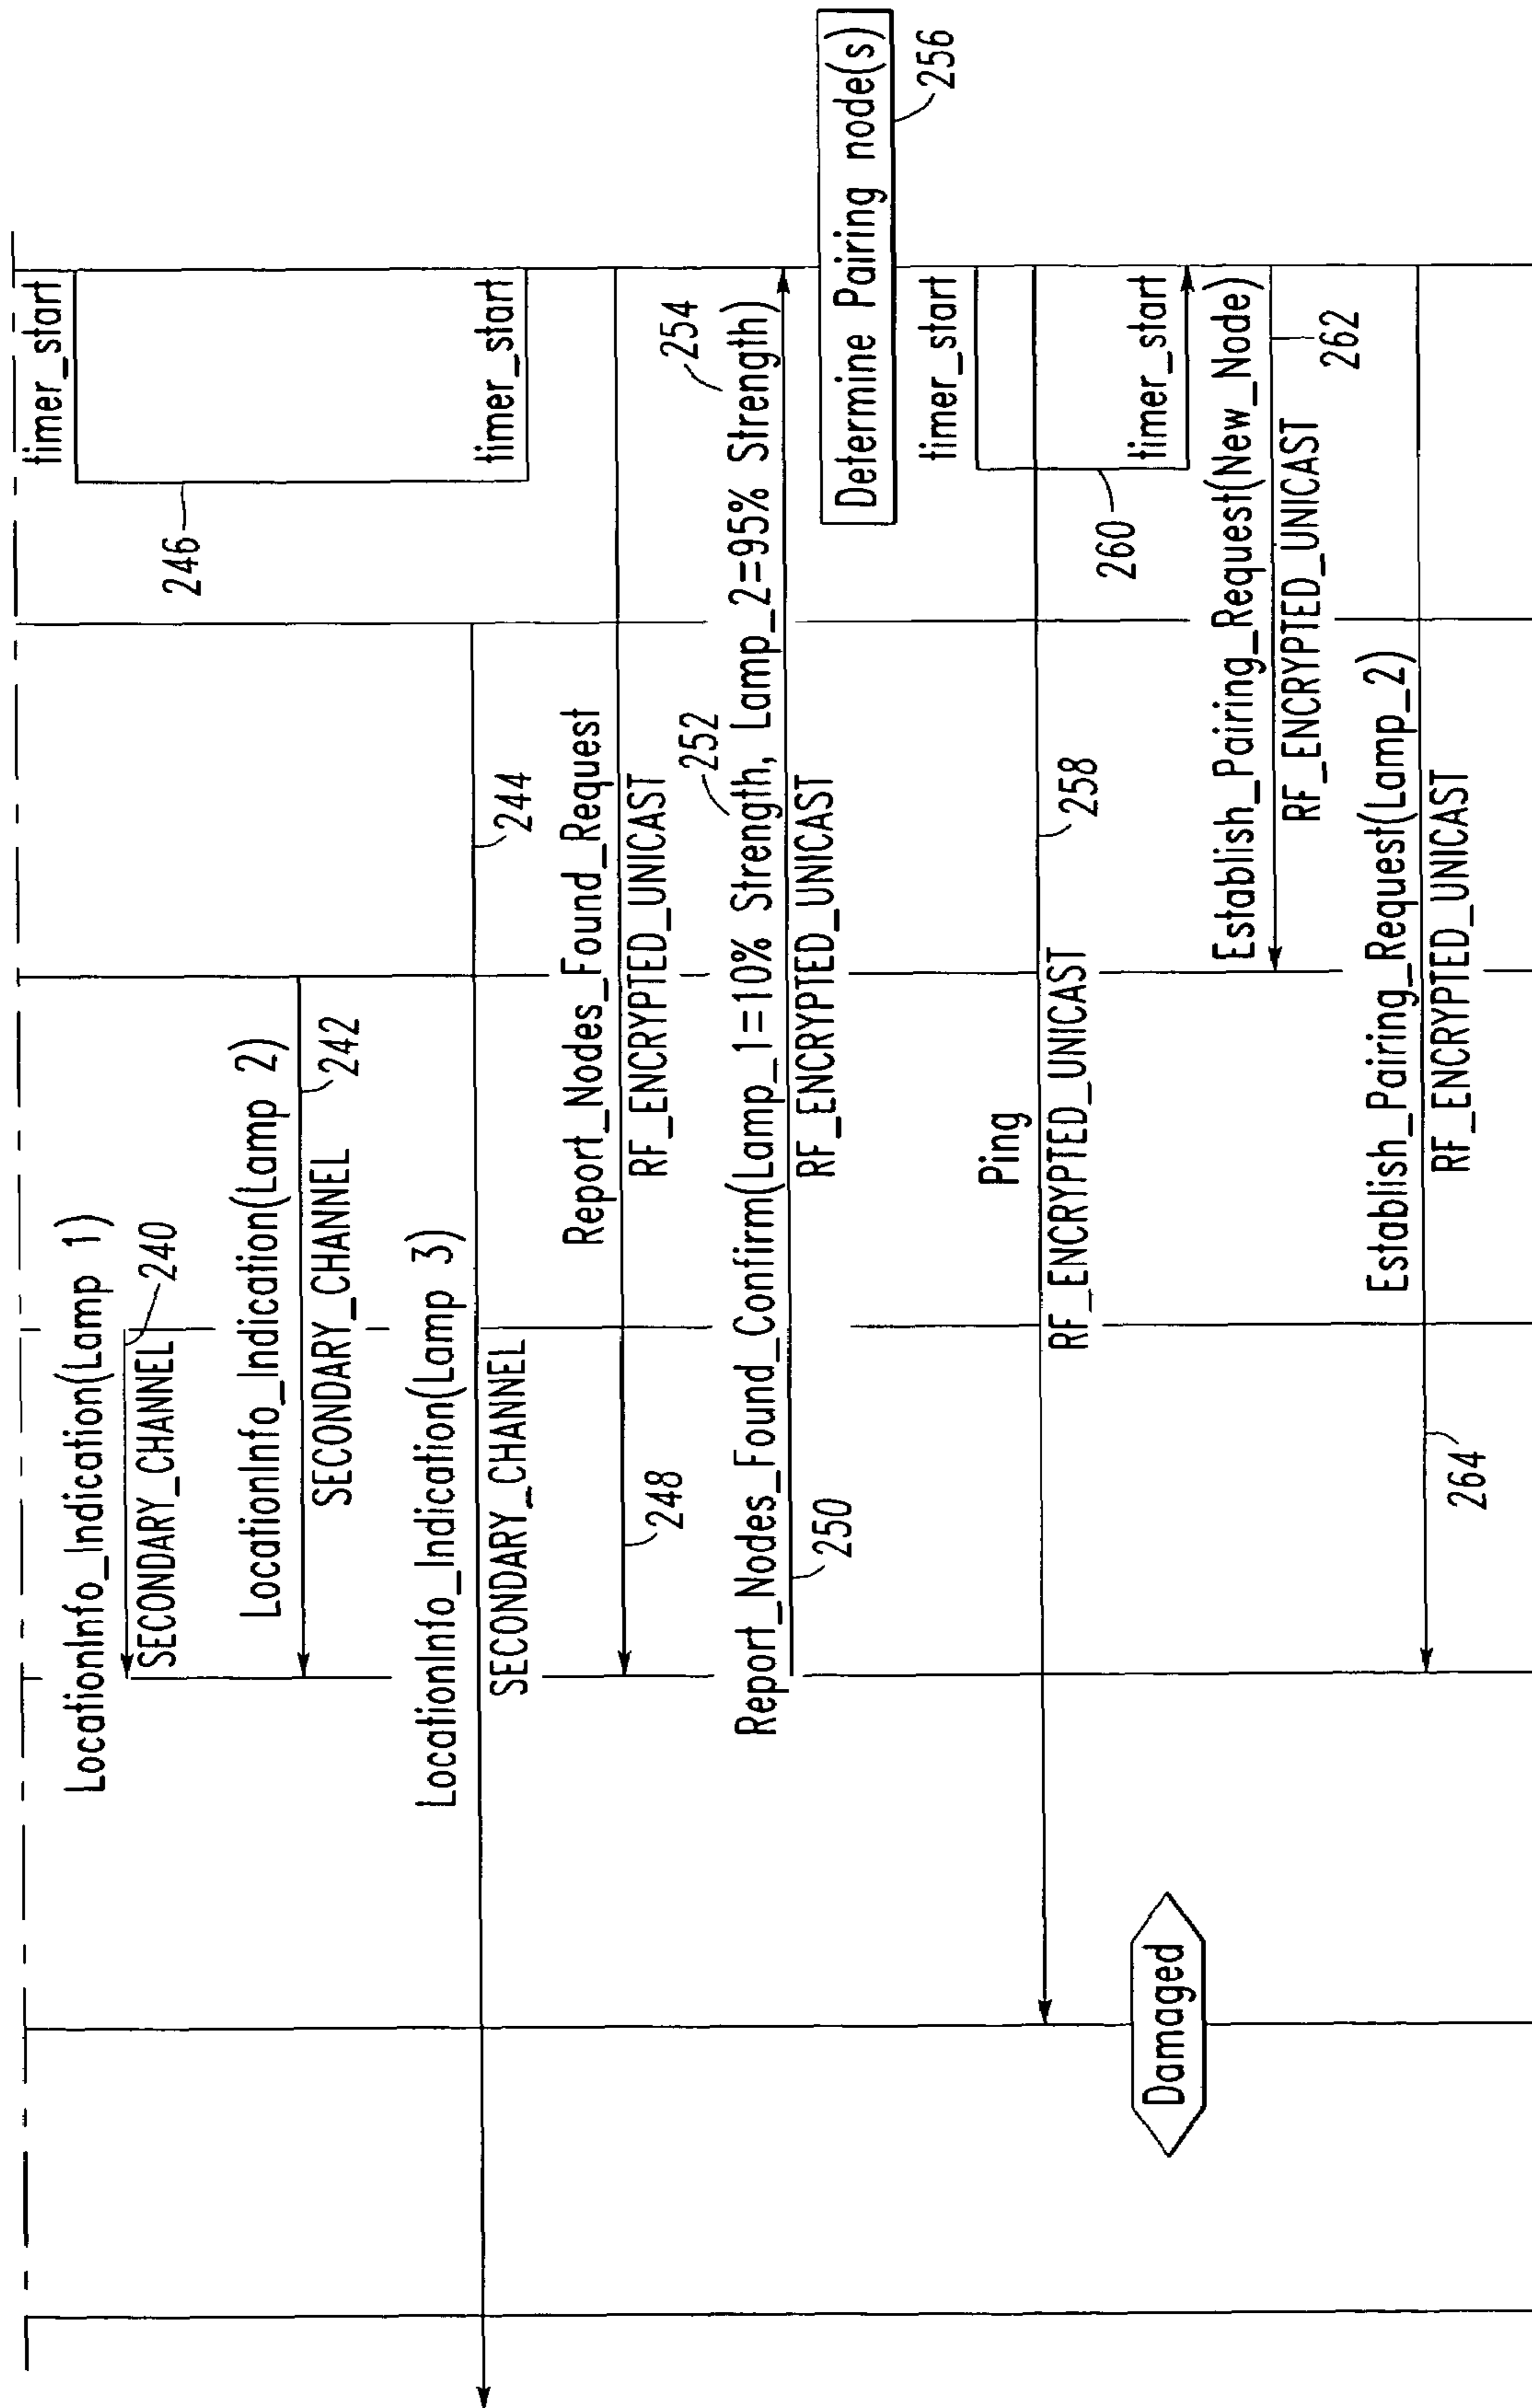 timer_start
LocationInfo_Indication(Lamp 1)
240
SECONDARY_CHANNEL
246
LocationInfo_Indication(Lamp 2)
242
SECONDARY_CHANNEL
LocationInfo_Indication(Lamp 3)
244
SECONDARY_CHANNEL
timer_start
Report_Nodes_Found_Request
RF_ENCRYPTED_UNICAST
248
252
254
Report_Nodes_Found_Confirm(Lamp_1=10% Strength, Lamp_2=95% Strength)
RF_ENCRYPTED_UNICAST
250
Determine Pairing node(s)
256
timer_start
Ping
RF_ENCRYPTED_UNICAST
258
260
timer_start
Damaged
Establish_Pairing_Request(New_Node)
RF_ENCRYPTED_UNICAST
262
Establish_Pairing_Request(Lamp_2)
RF_ENCRYPTED_UNICAST
264